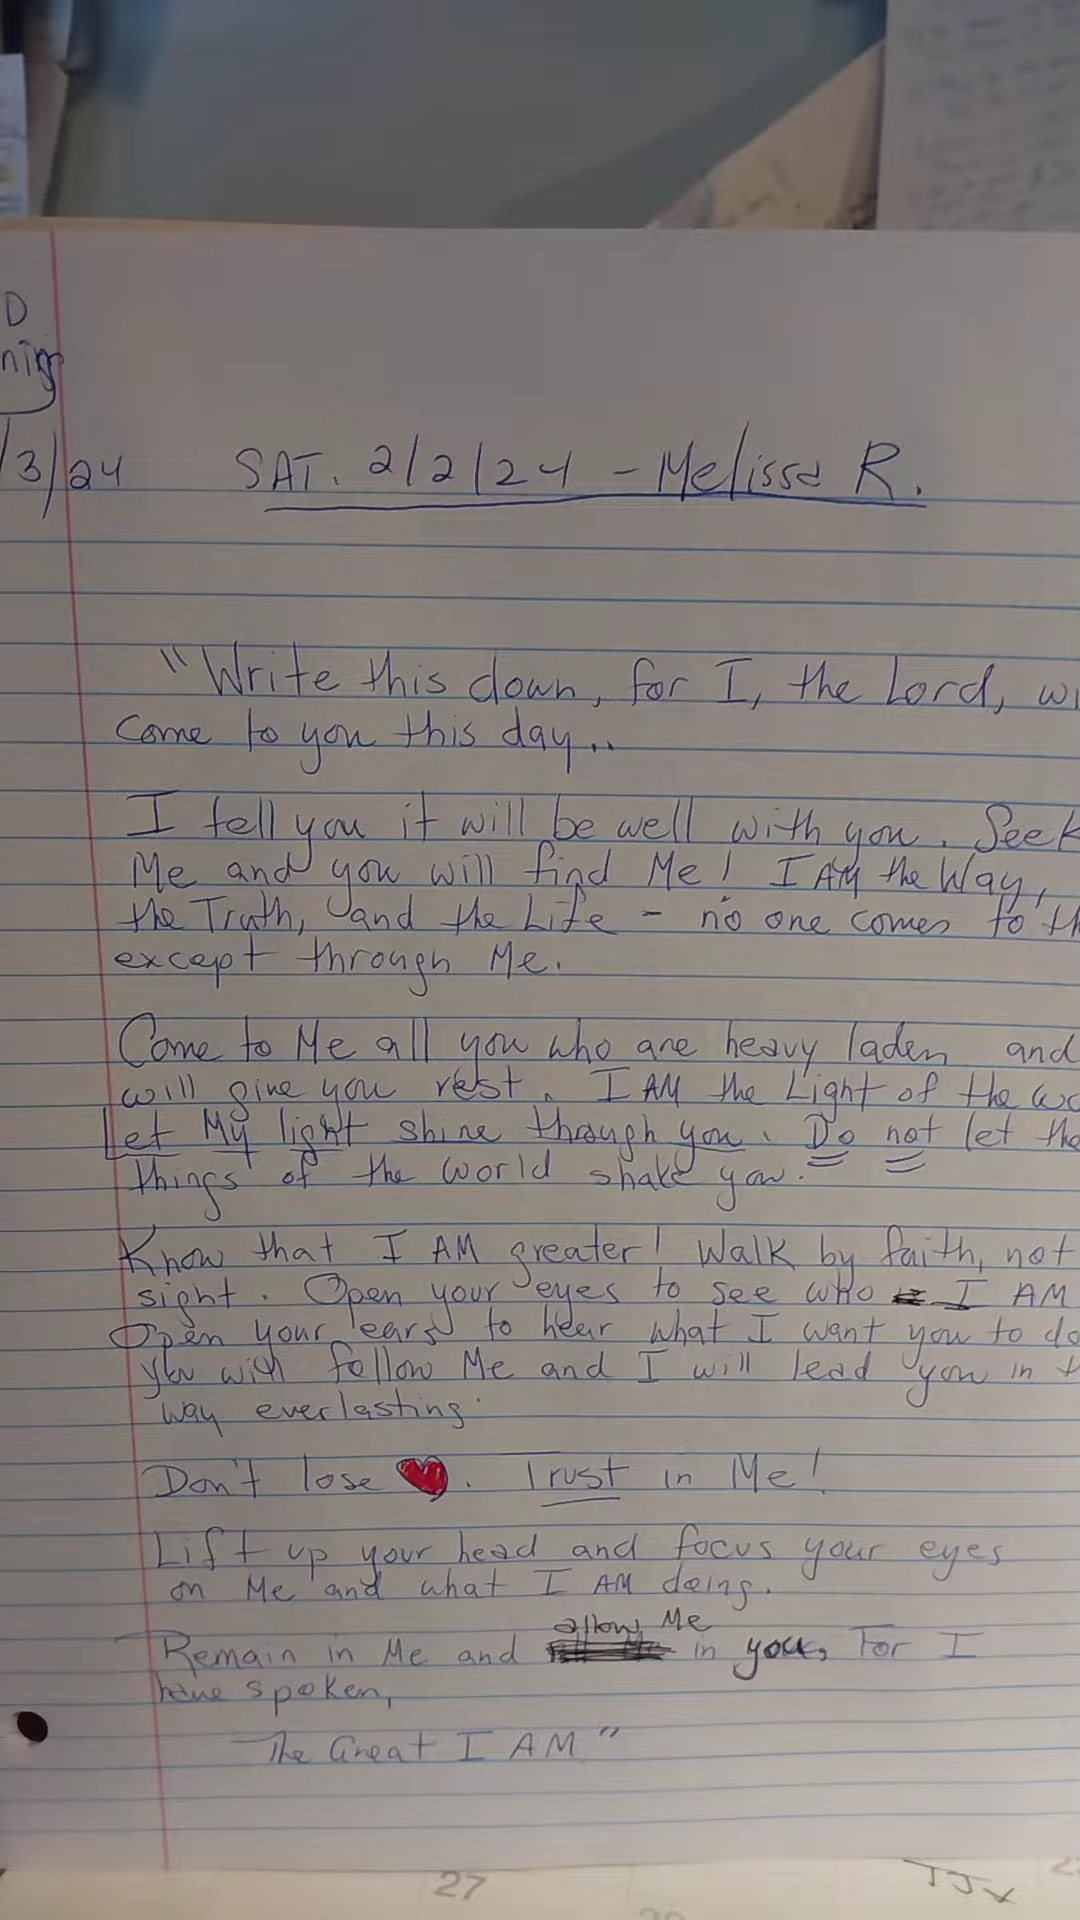 D
/3/24
SAT. 2/2/24 - Melissa R.
"Write this down, for I, the Lord,
come to you this day..
I tell you it will be well with you. Seek
Me and you will find Me! I AM the Way,
the Truth, and the Life - no one comes to
except through Me.
Come to Me all you who are heavy laden and
will give you rest. I AM the Light of the
Let My light shine through you. Do not let the
things of the world shake you.
Know that I AM greater! Walk by faith, not
sight. Open your eyes to see who I AM
Open your ears to hear what I want you to do
you will follow Me and I will lead you in
way everlasting.
Don't lose ❤. Trust in Me!
Lift up your head and focus your eyes
on Me and what I AM doing.
allow Me
Remain in Me and in you, For I
have spoken,
The Great I AM"
27